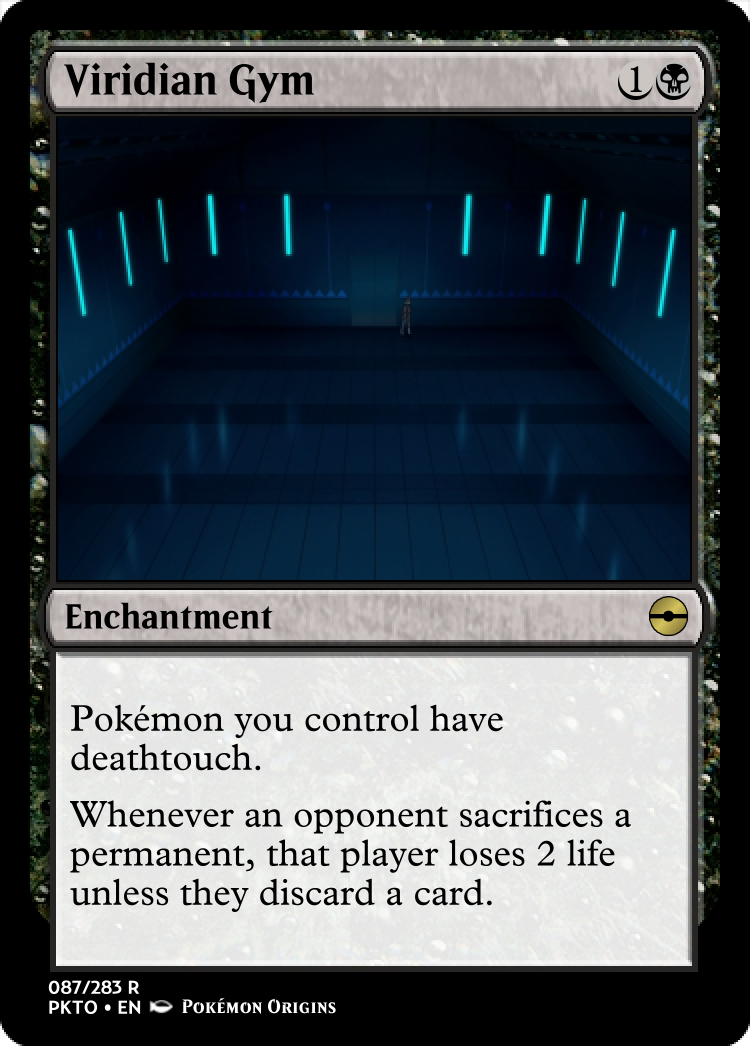 Viridian Gym 1
Enchantment
Pokémon you control have
deathtouch.
Whenever an opponent sacrifices a
permanent, that player loses 2 life
unless they discard a card.
087/283 R
PKTO • EN Pokémon Origins